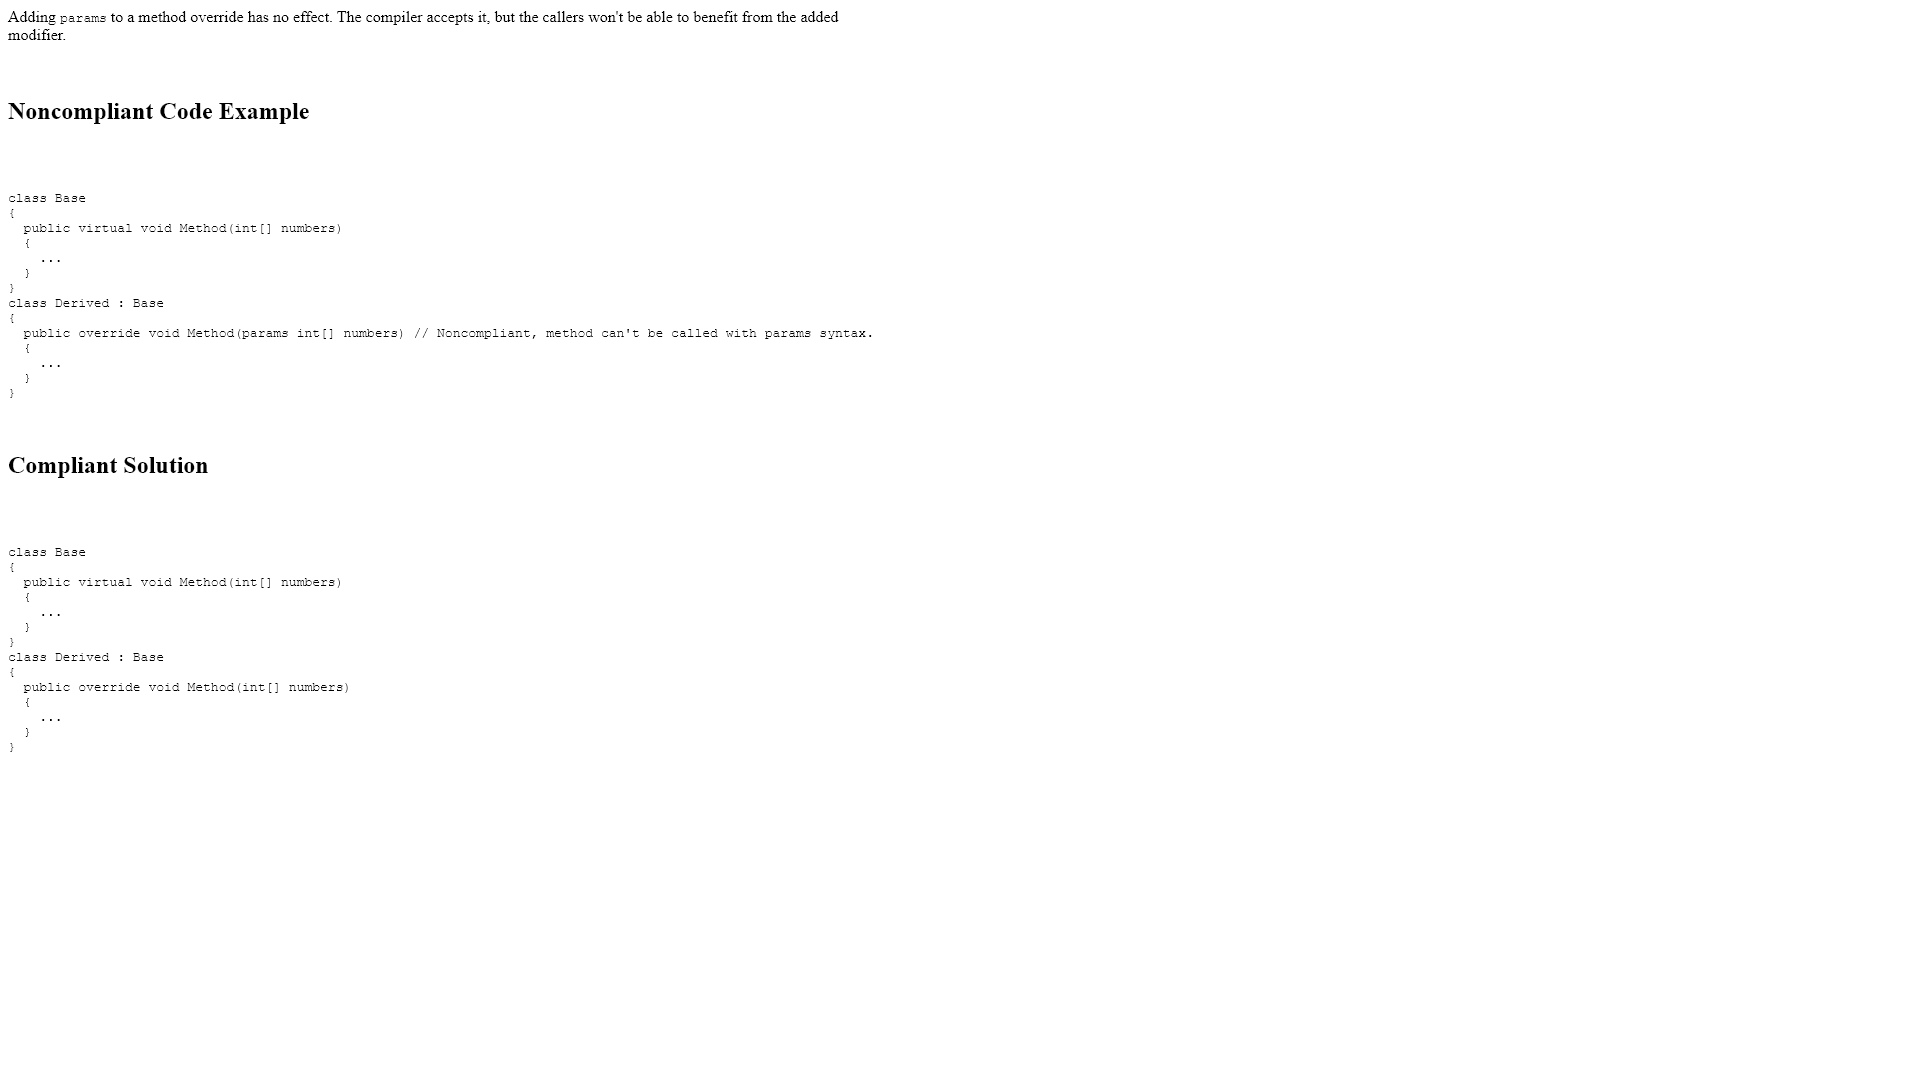 Adding params to a method override has no effect. The compiler accepts it, but the callers won't be able to benefit from the added
modifier.
Noncompliant Code Example
class Base
{
  public virtual void Method(int[] numbers)
  {
    ...
  }
}
class Derived : Base
{
  public override void Method(params int[] numbers) // Noncompliant, method can't be called with params syntax.
  {
    ...
  }
}
Compliant Solution
class Base
{
  public virtual void Method(int[] numbers)
  {
    ...
  }
}
class Derived : Base
{
  public override void Method(int[] numbers)
  {
    ...
  }
}